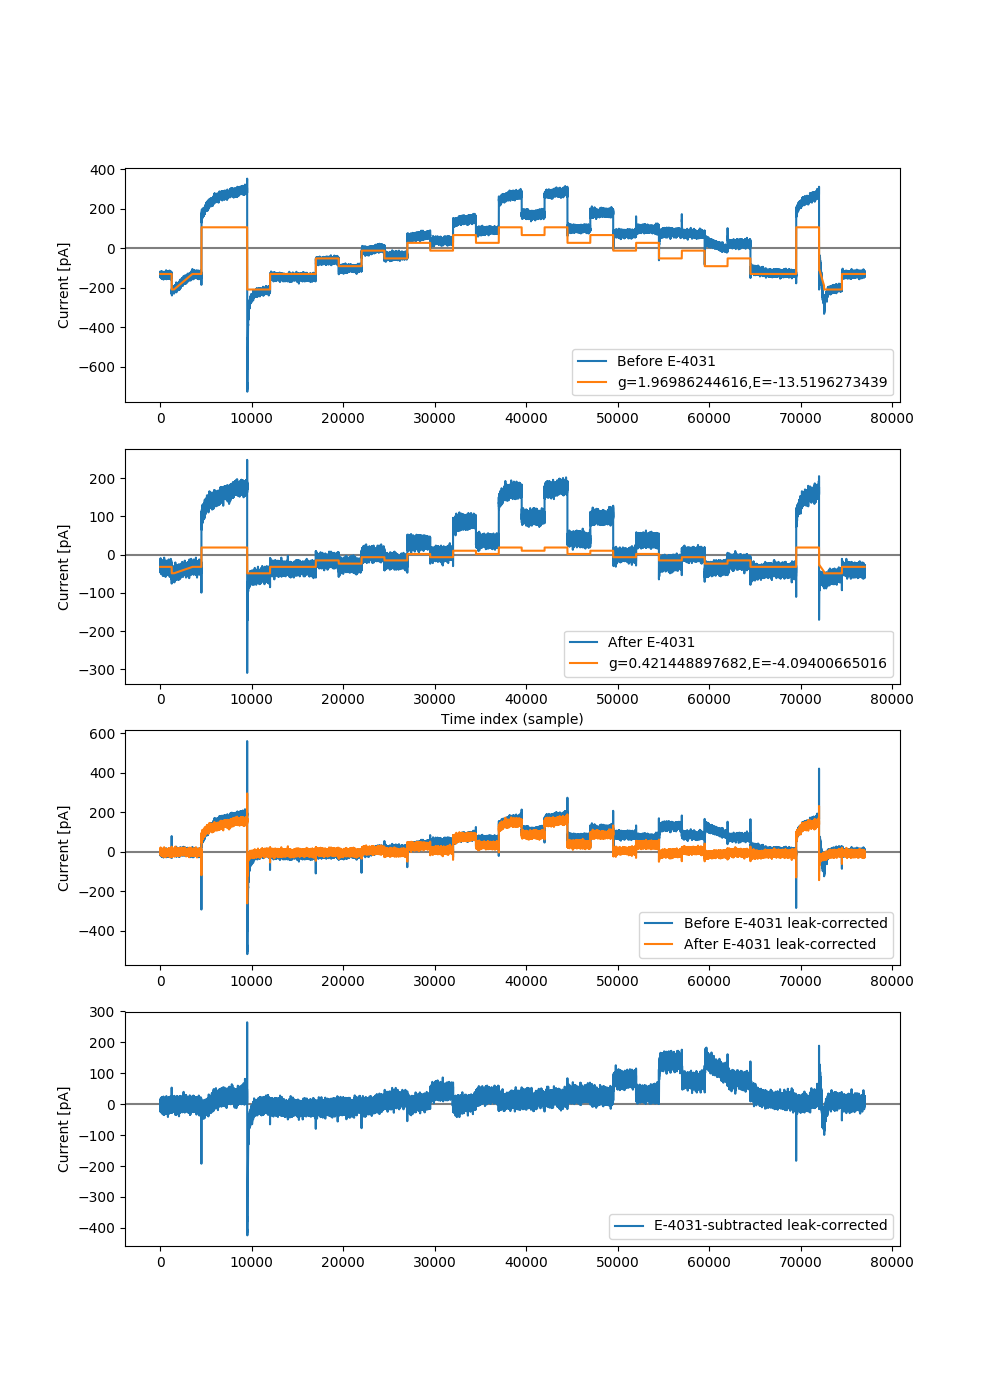 400
200
0
−200
−400
−600
Current [pA]
Before E-4031
g=1.96986244616,E=-13.5196273439
0 10000 20000 30000 40000 50000 60000 70000 80000
200
100
0
−100
−200
−300
Current [pA]
After E-4031
g=0.421448897682,E=-4.09400665016
0 10000 20000 30000 40000 50000 60000 70000 80000
Time index (sample)
600
400
200
0
−200
−400
Current [pA]
Before E-4031 leak-corrected
After E-4031 leak-corrected
0 10000 20000 30000 40000 50000 60000 70000 80000
300
200
100
0
−100
−200
−300
−400
Current [pA]
E-4031-subtracted leak-corrected
0 10000 20000 30000 40000 50000 60000 70000 80000